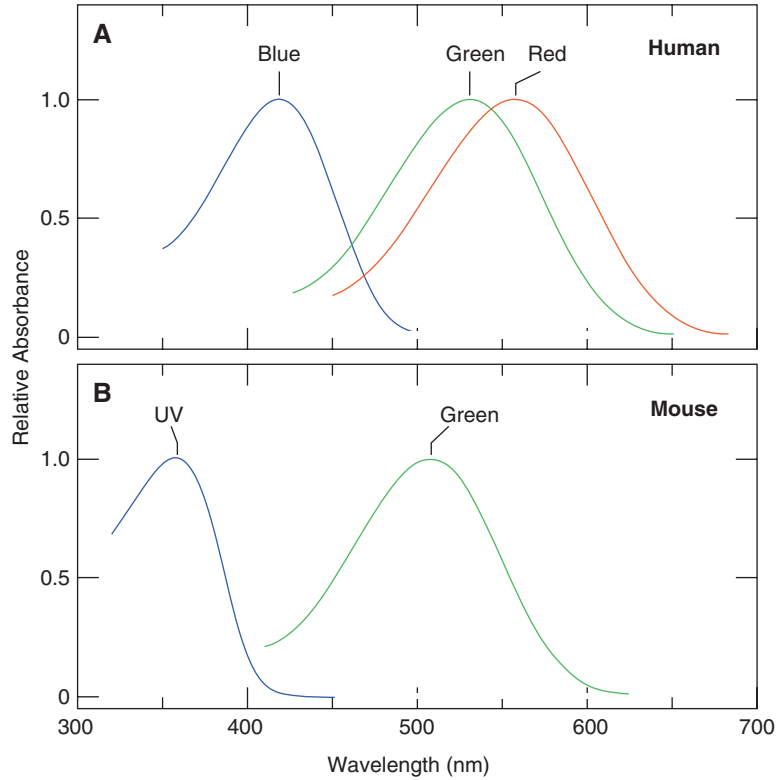 A
Human
Blue
Green
Red
1.0
0.5
0
Relative Absorbance
B
Mouse
UV
Green
1.0
0.5
0
300
400
500
600
700
Wavelength (nm)